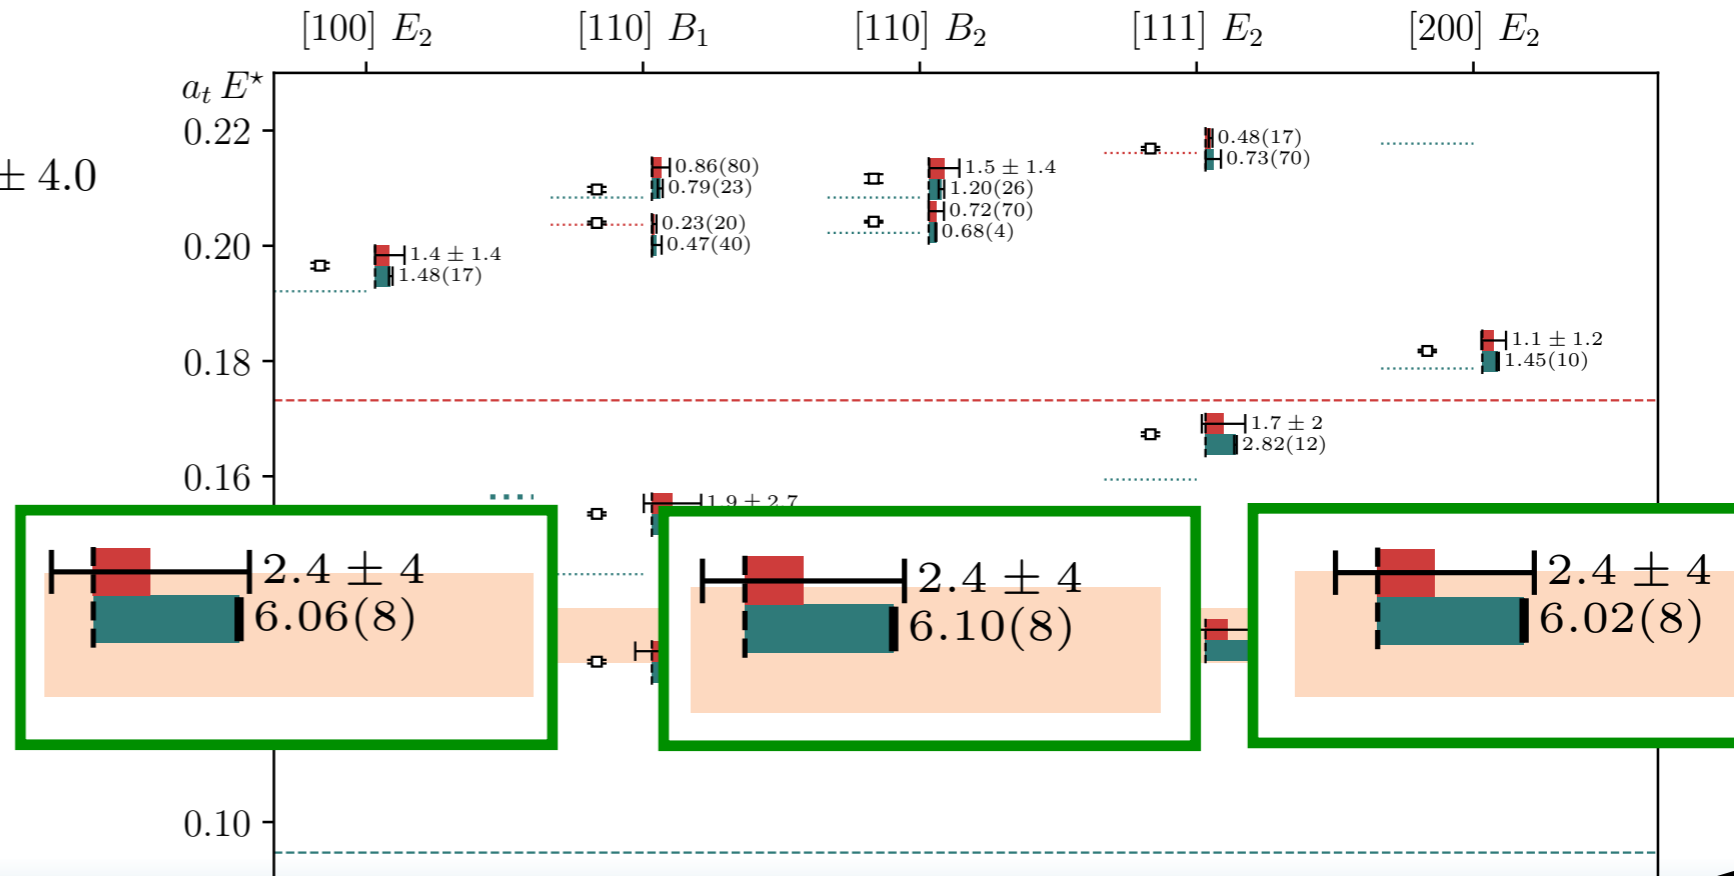 [100] E₂ [110] B₁ [110] B₂ [111] E₂ [200] E₂
aₜ E⋆
0.22
0.48(17)
0.73(70)
± 4.0
0.86(80)
0.79(23)
1.5 ± 1.4
1.20(26)
0.23(20)
0.47(40)
0.72(70)
0.68(4)
0.20
1.4 ± 1.4
1.48(17)
0.18
1.1 ± 1.2
1.45(10)
1.7 ± 2
2.82(12)
0.16
1.9 ± 2.7
2.4 ± 4
6.06(8)
2.4 ± 4
6.10(8)
2.4 ± 4
6.02(8)
0.10